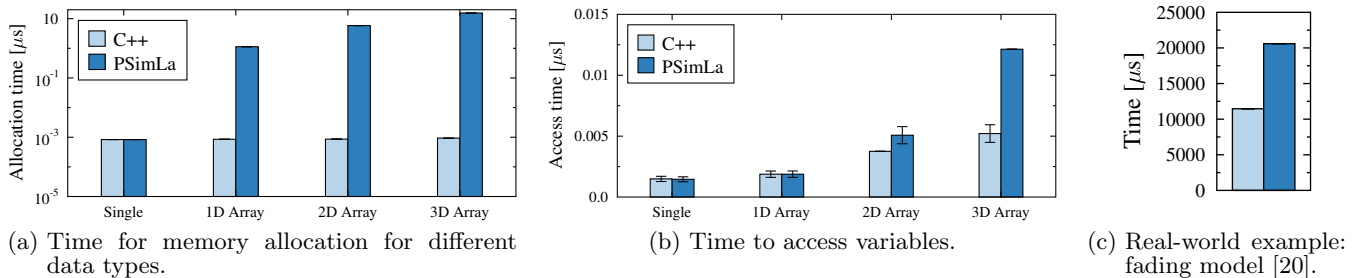 Allocation time [μs]
10
10-1
10-3
10-5
C++
PSimLa
Single
1D Array
2D Array
3D Array
(a) Time for memory allocation for different
data types.
Access time [μs]
0.015
0.01
0.005
0.0
C++
PSimLa
Single
1D Array
2D Array
3D Array
(b) Time to access variables.
Time [μs]
25000
20000
15000
10000
5000
0
(c) Real-world example:
fading model [20].